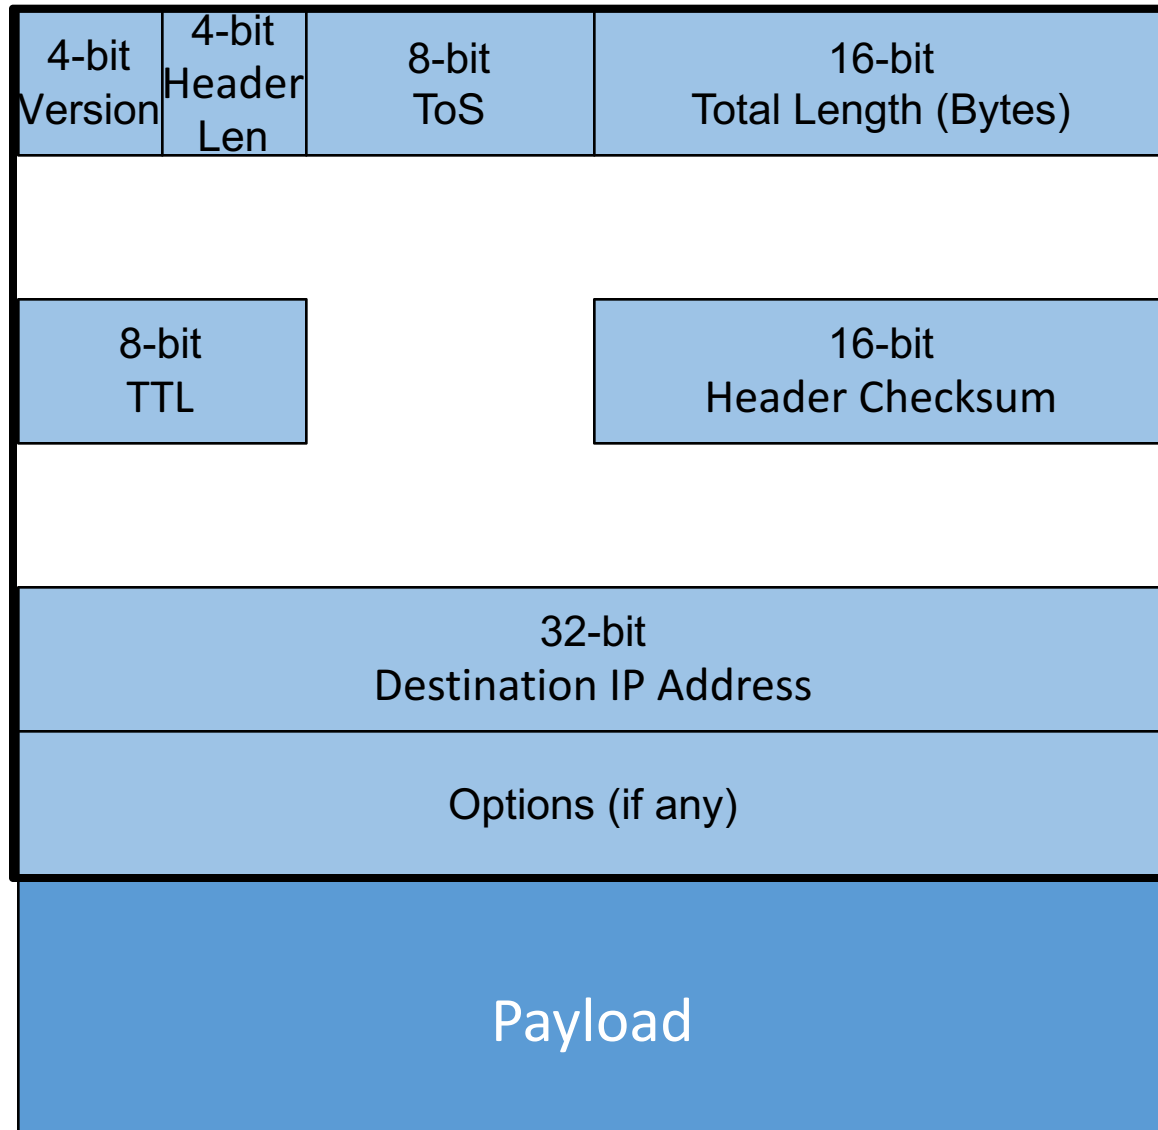 4-bit
Version
4-bit
Header
Len
8-bit
ToS
16-bit
Total Length (Bytes)
8-bit
TTL
16-bit
Header Checksum
32-bit
Destination IP Address
Options (if any)
Payload